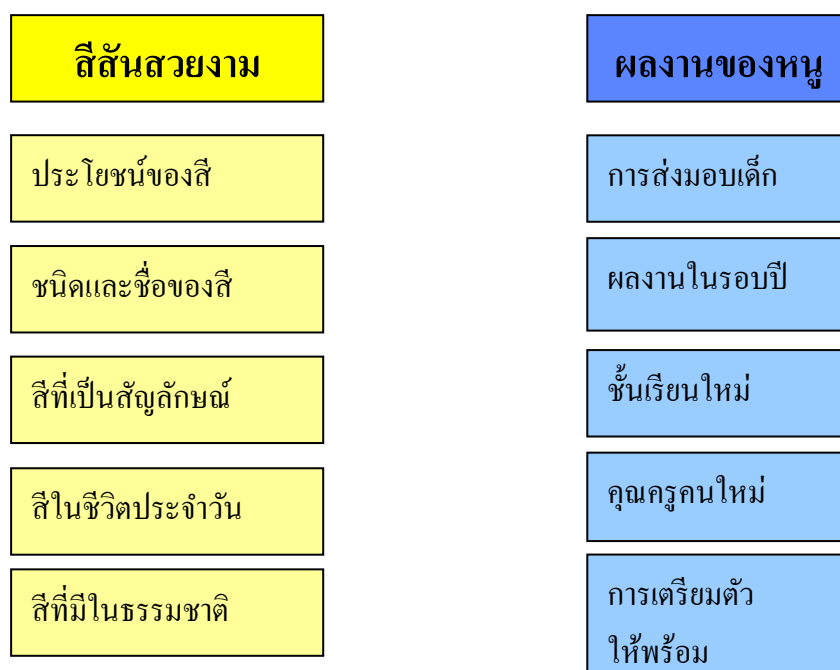 สีสันสวยงาม
ประโยชน์ของสี
ชนิดและชื่อของสี
สีที่เป็นสัญลักษณ์
สีในชีวิตประจำวัน
สีที่มีในธรรมชาติ
ผลงานของหนู
การส่งมอบเด็ก
ผลงานในรอบปี
ชั้นเรียนใหม่
คุณครูคนใหม่
การเตรียมตัว
ให้พร้อม